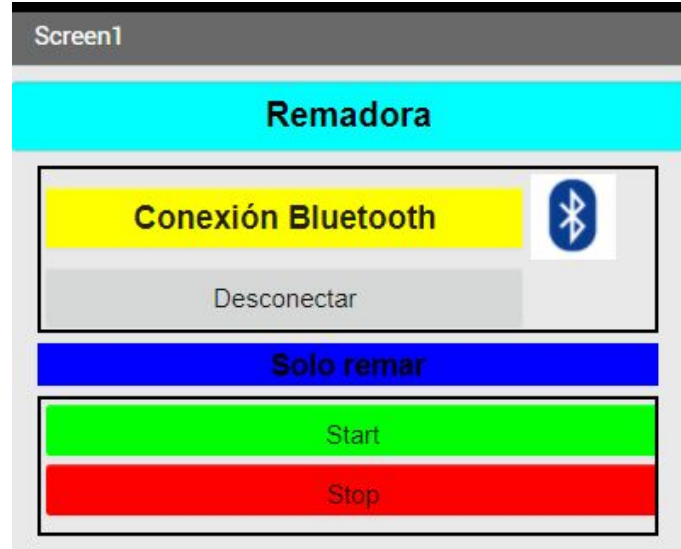 Screen1
Remadora
Conexión Bluetooth
Desconectar
Solo remar
Start
Stop